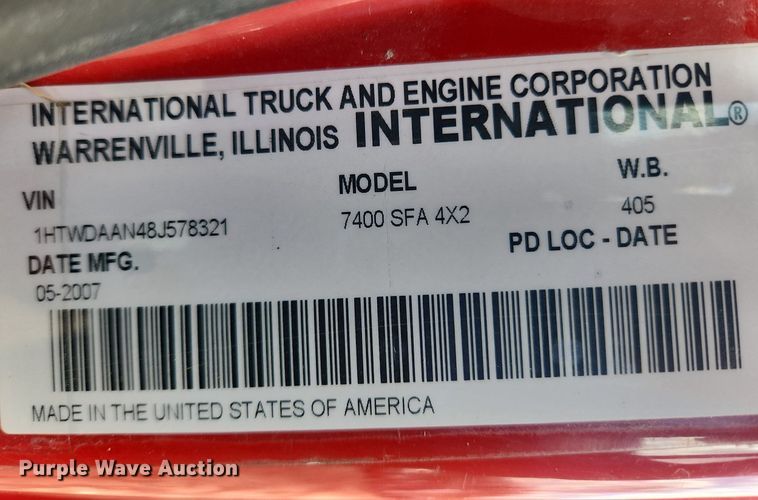 INTERNATIONAL TRUCK AND ENGINE CORPORATION
WARRENVILLE, ILLINOIS INTERNATIONAL®
VIN MODEL W.B.
1HTWDAAN48J578321 7400 SFA 4X2 405
DATE MFG. PD LOC - DATE
05-2007
MADE IN THE UNITED STATES OF AMERICA
Purple Wave Auction